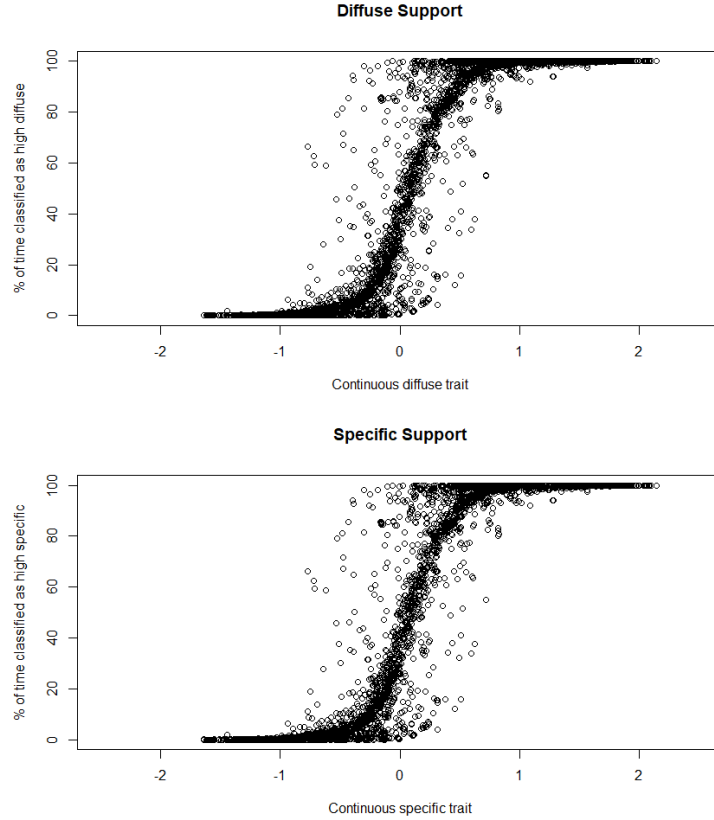 Diffuse Support
% of time classified as high diffuse
100
80
60
40
20
0
-2 -1 0 1 2
Continuous diffuse trait
Specific Support
% of time classified as high specific
100
80
60
40
20
0
-2 -1 0 1 2
Continuous specific trait